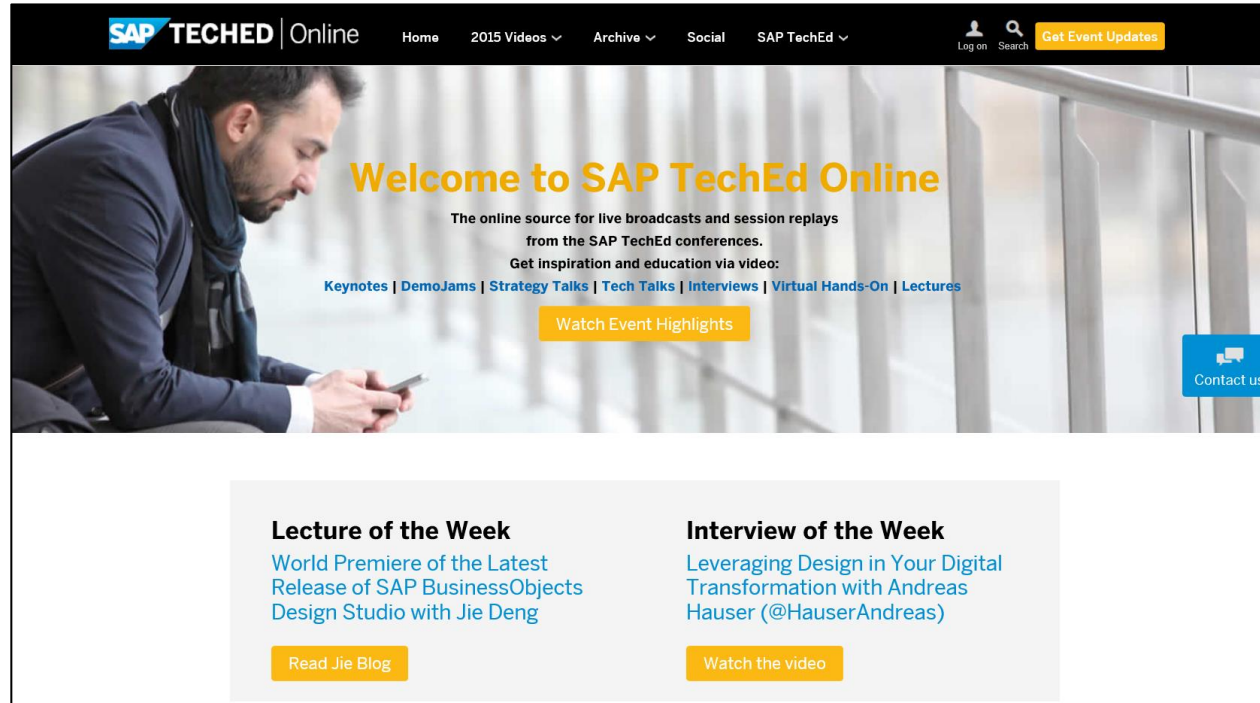 SAP TECHED | Online
Home
2015 Videos
Archive
Social
SAP TechEd
Log on
Search
Get Event Updates
Welcome to SAP TechEd Online
The online source for live broadcasts and session replays
from the SAP TechEd conferences.
Get inspiration and education via video:
Keynotes | DemoJams | Strategy Talks | Tech Talks | Interviews | Virtual Hands-On | Lectures
Watch Event Highlights
Contact us
Lecture of the Week
World Premiere of the Latest
Release of SAP BusinessObjects
Design Studio with Jie Deng
Read Jie Blog
Interview of the Week
Leveraging Design in Your Digital
Transformation with Andreas
Hauser (@HauserAndreas)
Watch the video